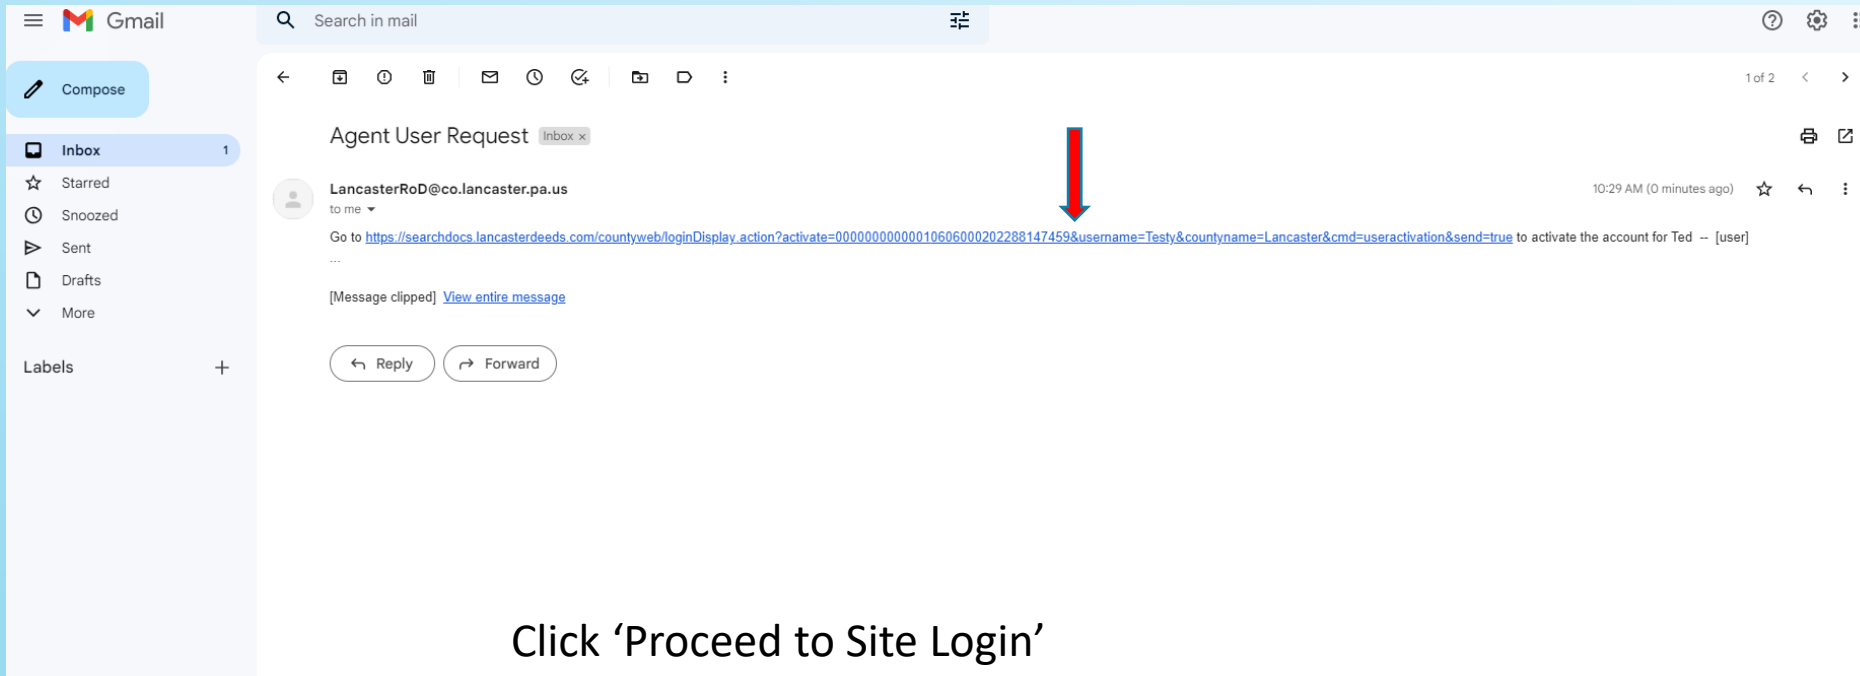 Gmail
Search in mail
Compose
1 of 2
Agent User Request Inbox ×
Inbox 1
Starred
LancasterRoD@co.lancaster.pa.us
10:29 AM (0 minutes ago)
to me
Snoozed
Go to https://searchdocs.lancasterdeeds.com/countyweb/loginDisplay.action?activate=0000000000001060600020228814​7459&username=Testy&countyname=Lancaster&cmd=useractivation&send=true to activate the account for Ted -- [user]
Sent
...
Drafts
[Message clipped] View entire message
More
Labels
Reply
Forward
Click ‘Proceed to Site Login’